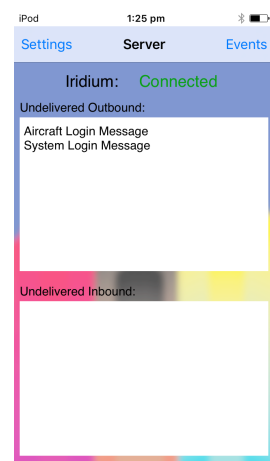 iPod 1:25 pm
Settings Server Events
Iridium: Connected
Undelivered Outbound:
Aircraft Login Message
System Login Message
Undelivered Inbound: